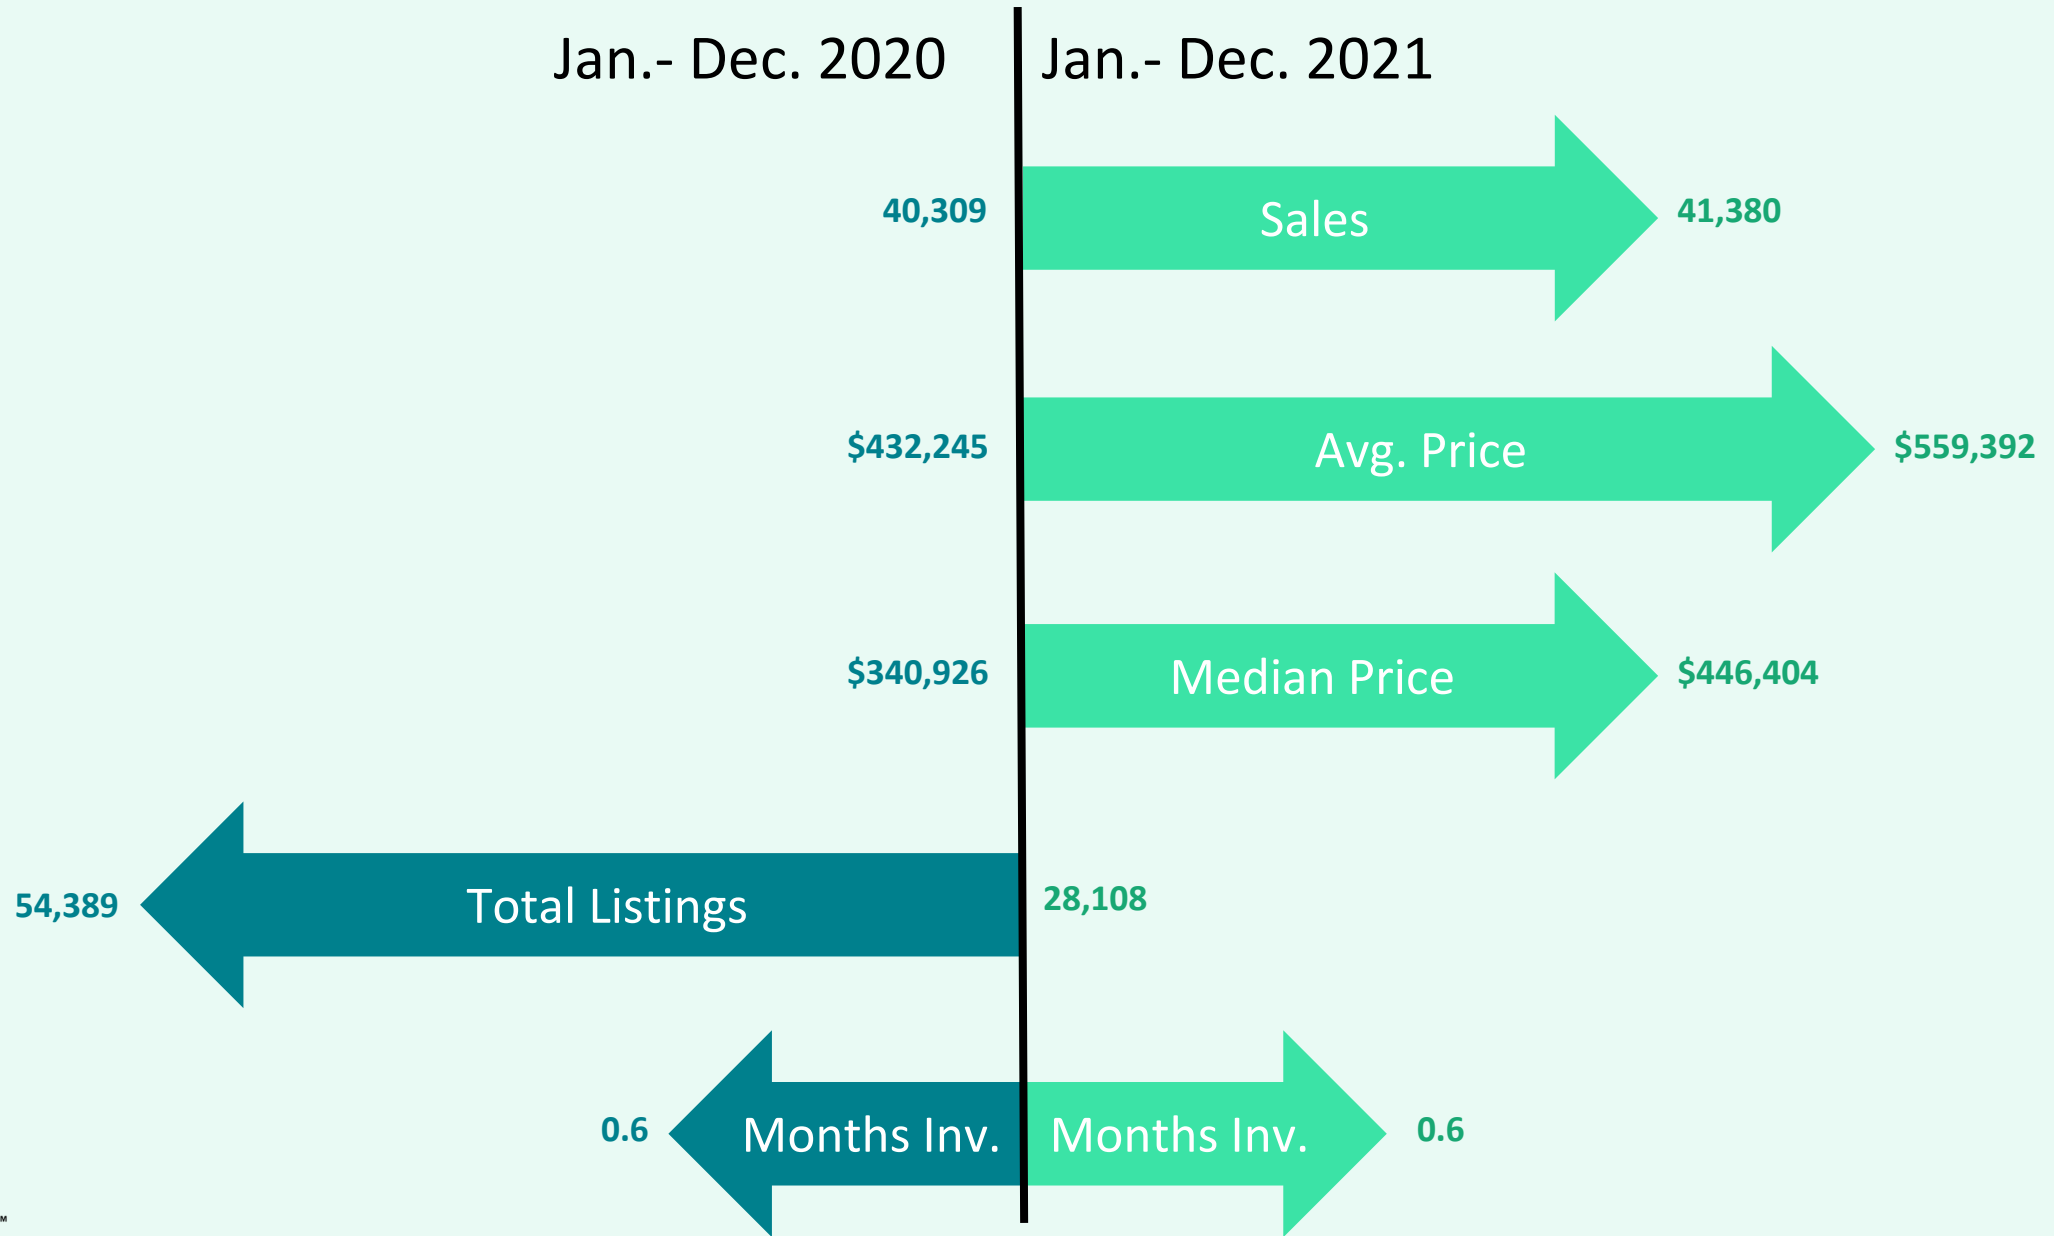 Jan.- Dec. 2020
Jan.- Dec. 2021
40,309
Sales
41,380
$432,245
Avg. Price
$559,392
$340,926
Median Price
$446,404
54,389
Total Listings
28,108
0.6
Months Inv.
Months Inv.
0.6